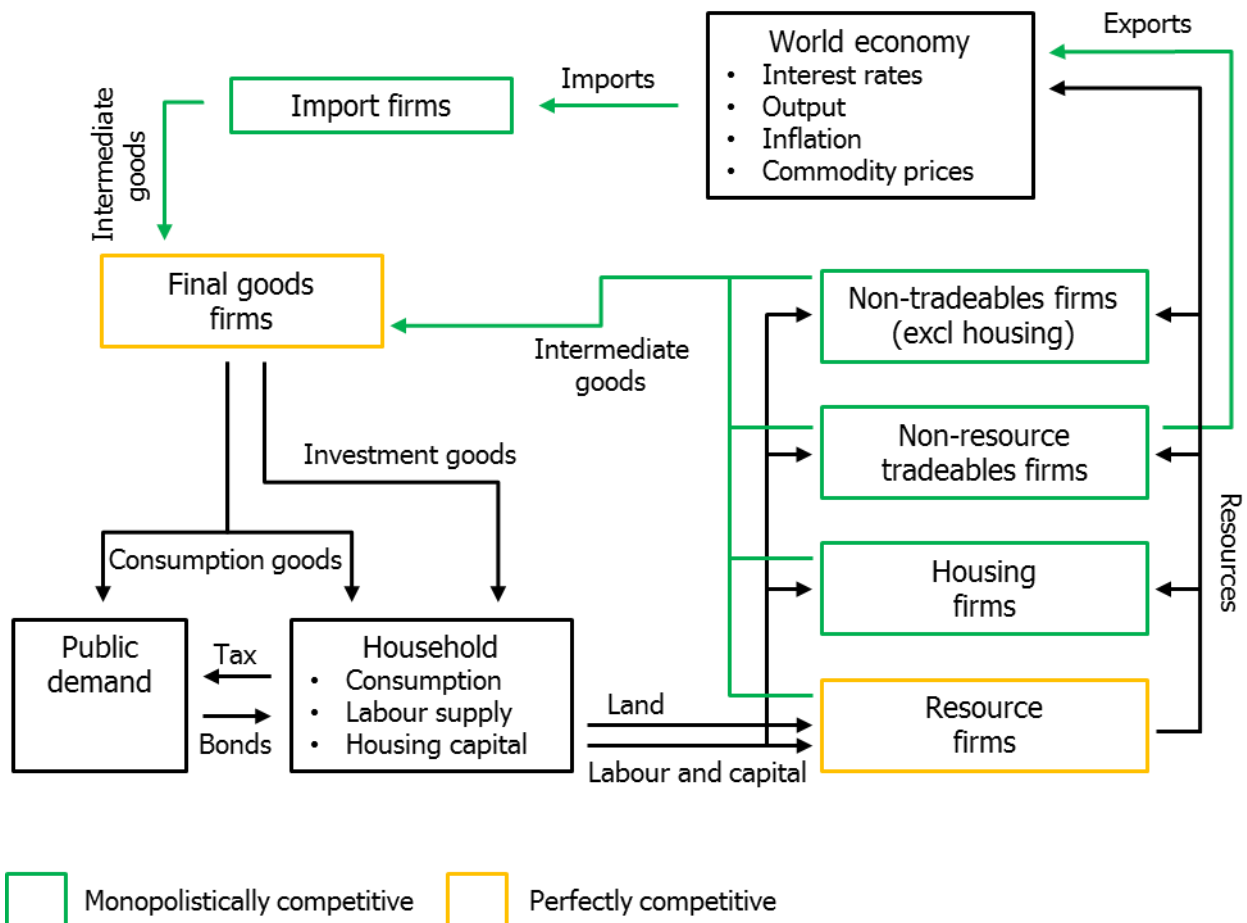 Exports
World economy
• Interest rates
• Output
• Inflation
• Commodity prices
Imports
Import firms
Intermediate
goods
Final goods
firms
Non-tradeables firms
(excl housing)
Intermediate
goods
Non-resource
tradeables firms
Investment goods
Resources
Consumption goods
Housing
firms
Public
demand
Tax
Bonds
Household
• Consumption
• Labour supply
• Housing capital
Land
Labour and capital
Resource
firms
Monopolistically competitive
Perfectly competitive